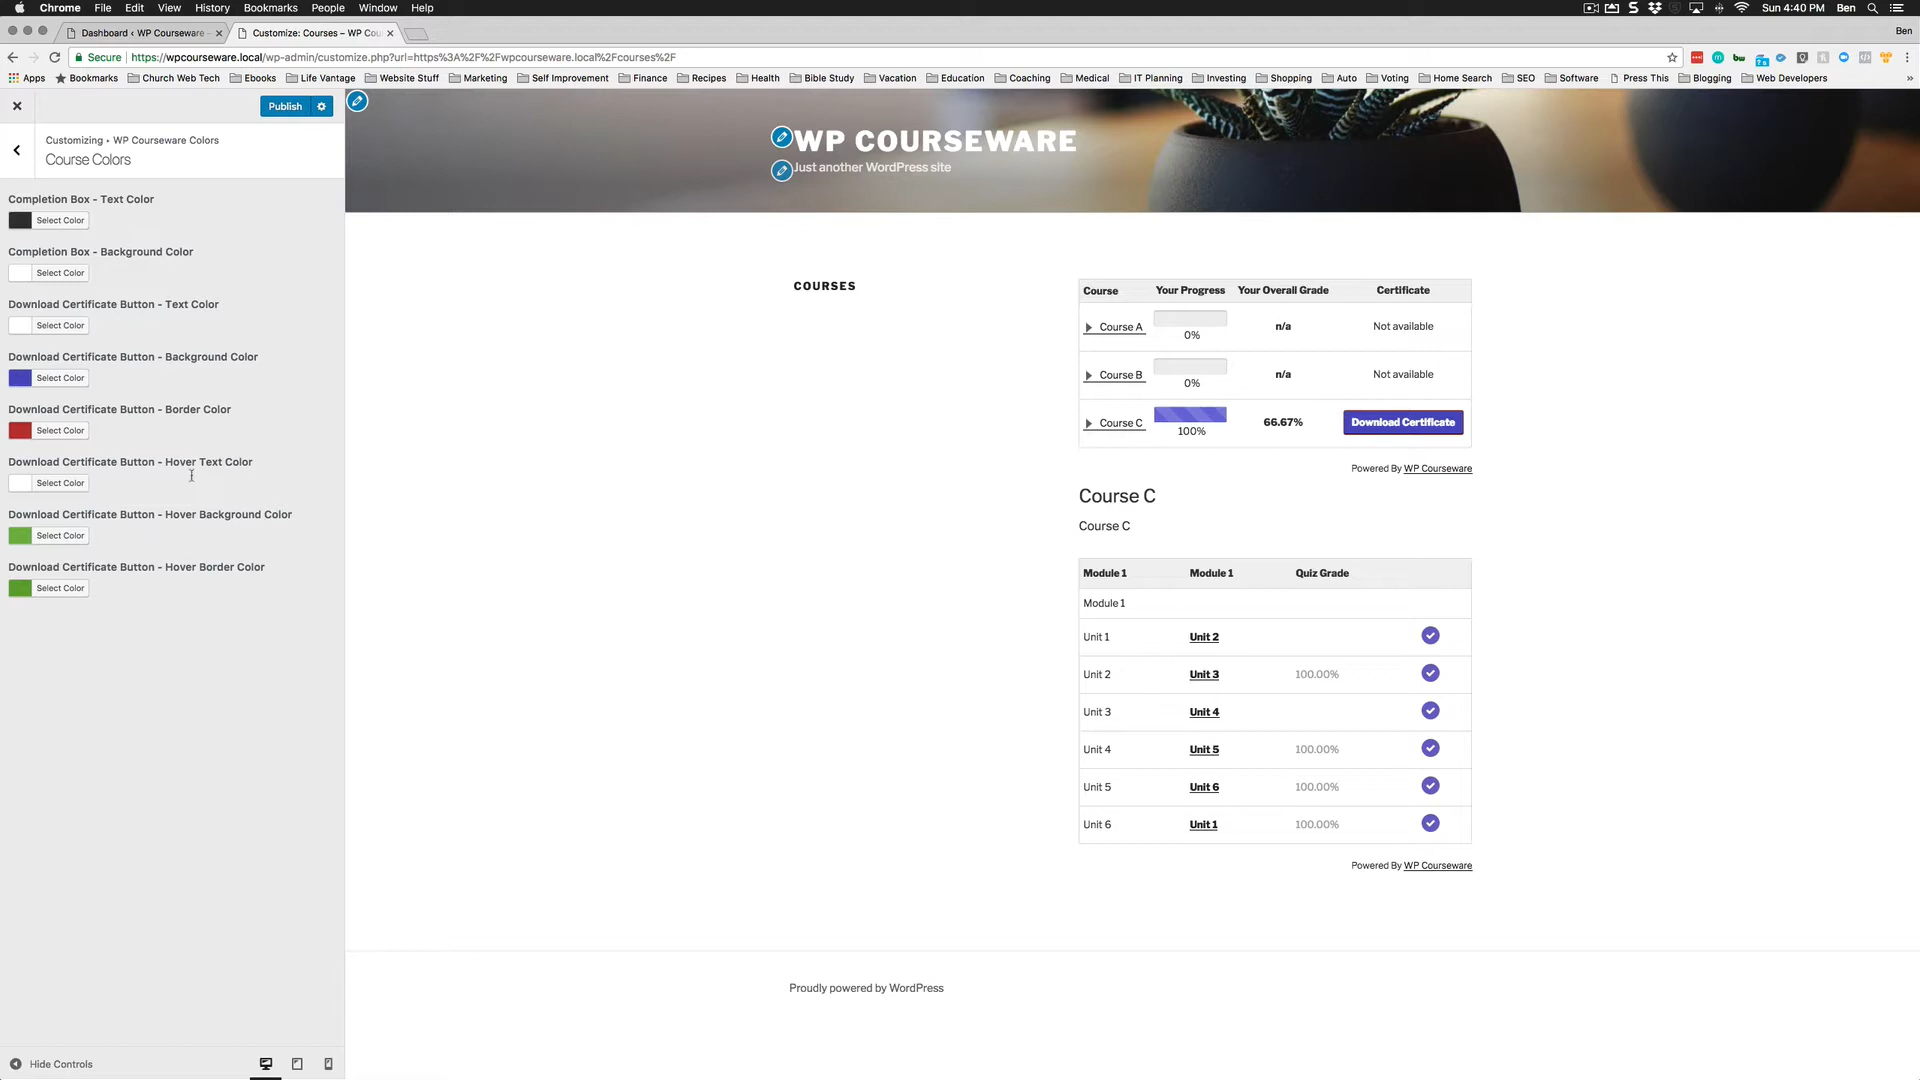 Chrome File Edit View History Bookmarks People Window Help Sun 4:40 PM Ben
Dashboard ‹ WP Courseware Customize: Courses – WP Cou Ben
Secure https://wpcourseware.local/wp-admin/customize.php?url=https%3A%2F%2Fwpcourseware.local%2Fcourses%2F
Apps Bookmarks Church Web Tech Ebooks Life Vantage Website Stuff Marketing Self Improvement Finance Recipes Health Bible Study Vacation Education Coaching Medical IT Planning Investing Shopping Auto Voting Home Search SEO Software Press This Blogging Web Developers »
Publish
Customizing ‣ WP Courseware Colors
Course Colors
Completion Box - Text Color
Select Color
Completion Box - Background Color
Select Color
Download Certificate Button - Text Color
Select Color
Download Certificate Button - Background Color
Select Color
Download Certificate Button - Border Color
Select Color
Download Certificate Button - Hover Text Color
Select Color
Download Certificate Button - Hover Background Color
Select Color
Download Certificate Button - Hover Border Color
Select Color
Hide Controls
WP COURSEWARE
Just another WordPress site
COURSES
Course Your Progress Your Overall Grade Certificate
Course A 0% n/a Not available
Course B 0% n/a Not available
Course C 100% 66.67% Download Certificate
Powered By WP Courseware
Course C
Course C
Module 1 Module 1 Quiz Grade
Module 1
Unit 1 Unit 2
Unit 2 Unit 3 100.00%
Unit 3 Unit 4
Unit 4 Unit 5 100.00%
Unit 5 Unit 6 100.00%
Unit 6 Unit 1 100.00%
Powered By WP Courseware
Proudly powered by WordPress